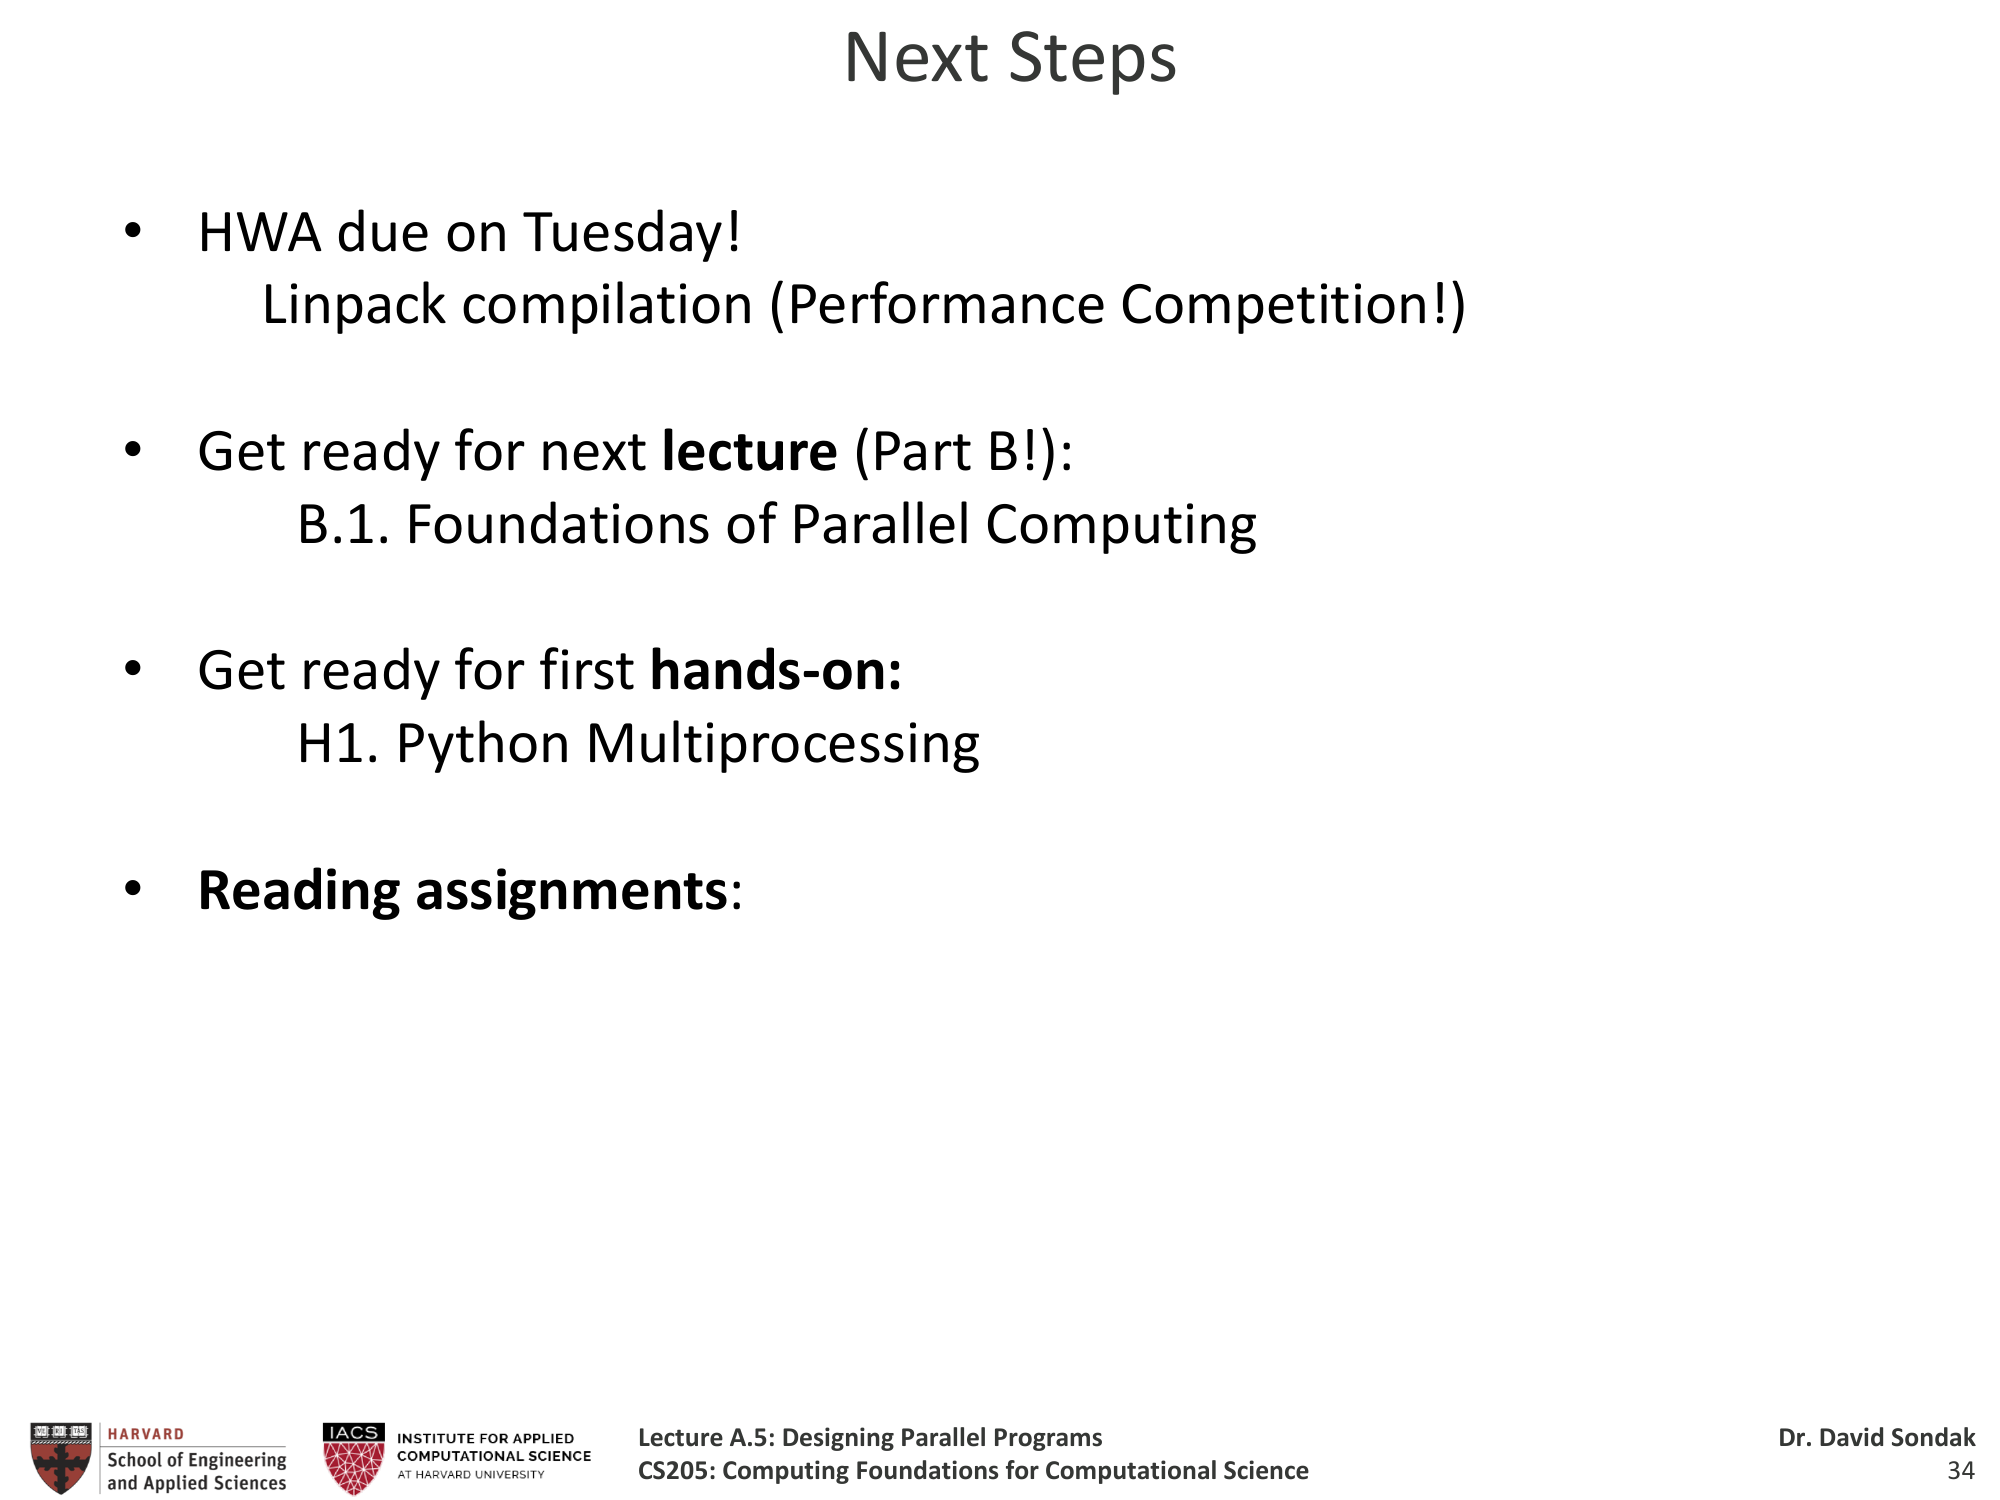 Next Steps
• HWA due on Tuesday!
Linpack compilation (Performance Competition!)
• Get ready for next lecture (Part B!):
B.1. Foundations of Parallel Computing
• Get ready for first hands-on:
H1. Python Multiprocessing
• Reading assignments:
HARVARD
School of Engineering
and Applied Sciences
IACS
INSTITUTE FOR APPLIED
COMPUTATIONAL SCIENCE
AT HARVARD UNIVERSITY
Lecture A.5: Designing Parallel Programs
CS205: Computing Foundations for Computational Science
Dr. David Sondak
34